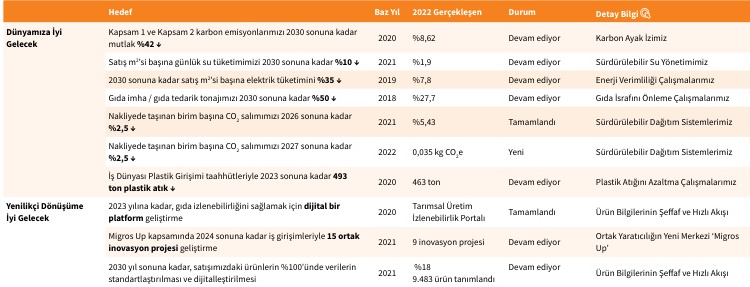 Hedef Baz Yıl 2022 Gerçekleşen Durum Detay Bilgi
Dünyamıza İyi Gelecek
Kapsam 1 ve Kapsam 2 karbon emisyonlarımızı 2030 sonuna kadar
mutlak %42 ↓ 2020 %8,62 Devam ediyor Karbon Ayak İzimiz
Satış m²’si başına günlük su tüketimimizi 2030 sonuna kadar %10 ↓ 2021 %1,9 Devam ediyor Sürdürülebilir Su Yönetimimiz
2030 sonuna kadar satış m²’si başına elektrik tüketimini %35 ↓ 2019 %7,8 Devam ediyor Enerji Verimliliği Çalışmalarımız
Gıda imha / gıda tedarik tonajımızı 2030 sonuna kadar %50 ↓ 2018 %27,7 Devam ediyor Gıda İsrafını Önleme Çalışmalarımız
Nakliyede taşınan birim başına CO₂ salımımızı 2026 sonuna kadar
%2,5 ↓ 2021 %5,43 Tamamlandı Sürdürülebilir Dağıtım Sistemlerimiz
Nakliyede taşınan birim başına CO₂ salımımızı 2027 sonuna kadar
%2,5 ↓ 2022 0,035 kg CO₂e Yeni Sürdürülebilir Dağıtım Sistemlerimiz
İş Dünyası Plastik Girişimi taahhütleriyle 2023 sonuna kadar 493
ton plastik atık ↓ 2020 463 ton Devam ediyor Plastik Atığını Azaltma Çalışmalarımız
Yenilikçi Dönüşüme İyi Gelecek
2023 yılına kadar, gıda izlenebilirliğini sağlamak için dijital bir
platform geliştirme 2020 Tarımsal Üretim İzlenebilirlik Portalı Tamamlandı Ürün Bilgilerinin Şeffaf ve Hızlı Akışı
Migros Up kapsamında 2024 sonuna kadar iş girişimleriyle 15 ortak
inovasyon projesi geliştirme 2021 9 inovasyon projesi Devam ediyor Ortak Yaratıcılığın Yeni Merkezi ‘Migros Up’
2030 yıl sonuna kadar, satışımızdaki ürünlerin %100’ünde verilerin
standartlaştırılması ve dijitalleştirilmesi 2021 %18 9.483 ürün tanımlandı Devam ediyor Ürün Bilgilerinin Şeffaf ve Hızlı Akışı